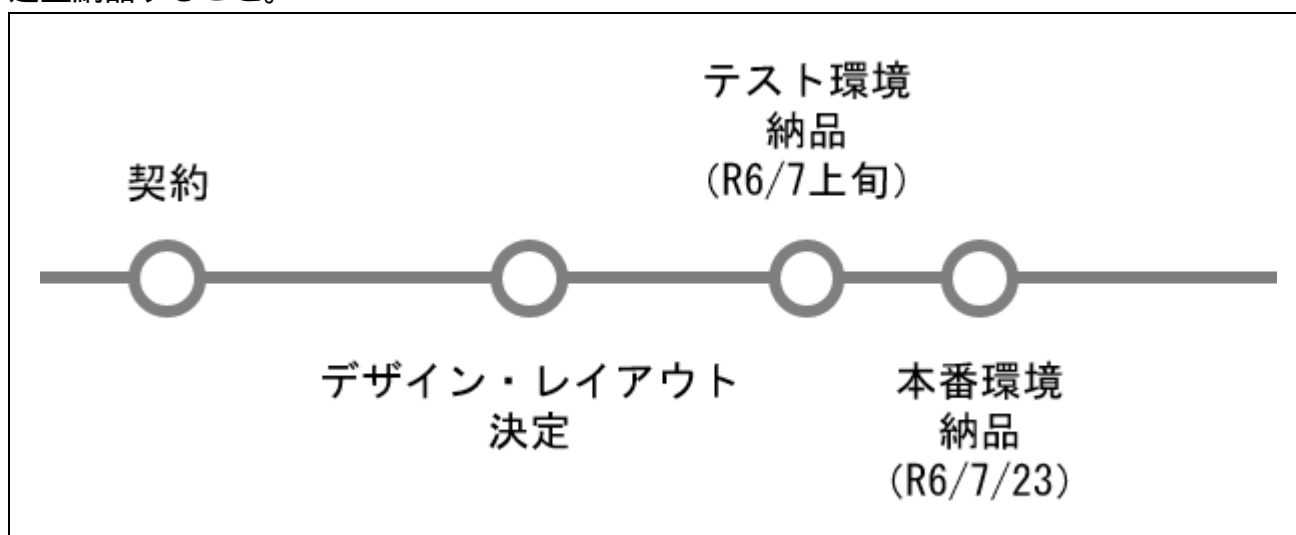 契約
デザイン・レイアウト
決定
テスト環境
納品
(R6/7上旬)
本番環境
納品
(R6/7/23)